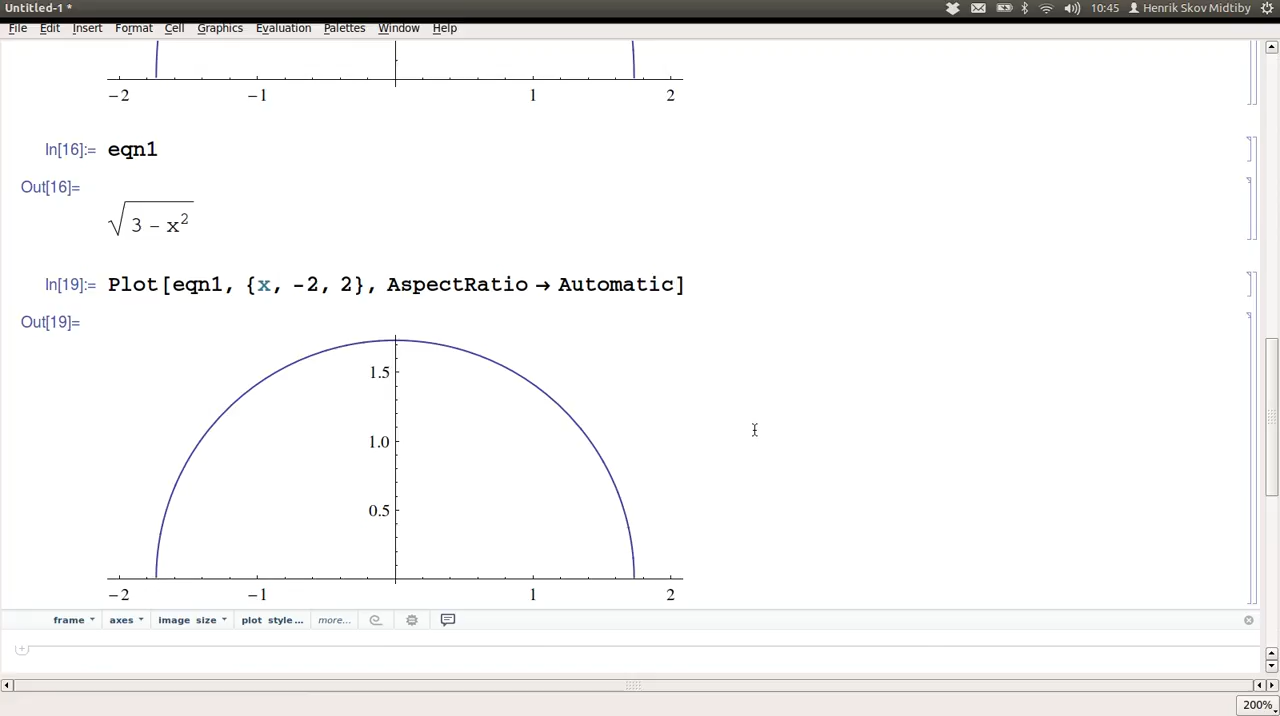 Untitled-1 * 10:45 Henrik Skov Midtiby
File Edit Insert Format Cell Graphics Evaluation Palettes Window Help
−2 −1 1 2
In[16]:= eqn1
Out[16]=
√3 − x²
In[19]:= Plot[eqn1, {x, -2, 2}, AspectRatio → Automatic]
Out[19]=
1.5
1.0
0.5
−2 −1 1 2
frame axes image size plot style... more...
200%